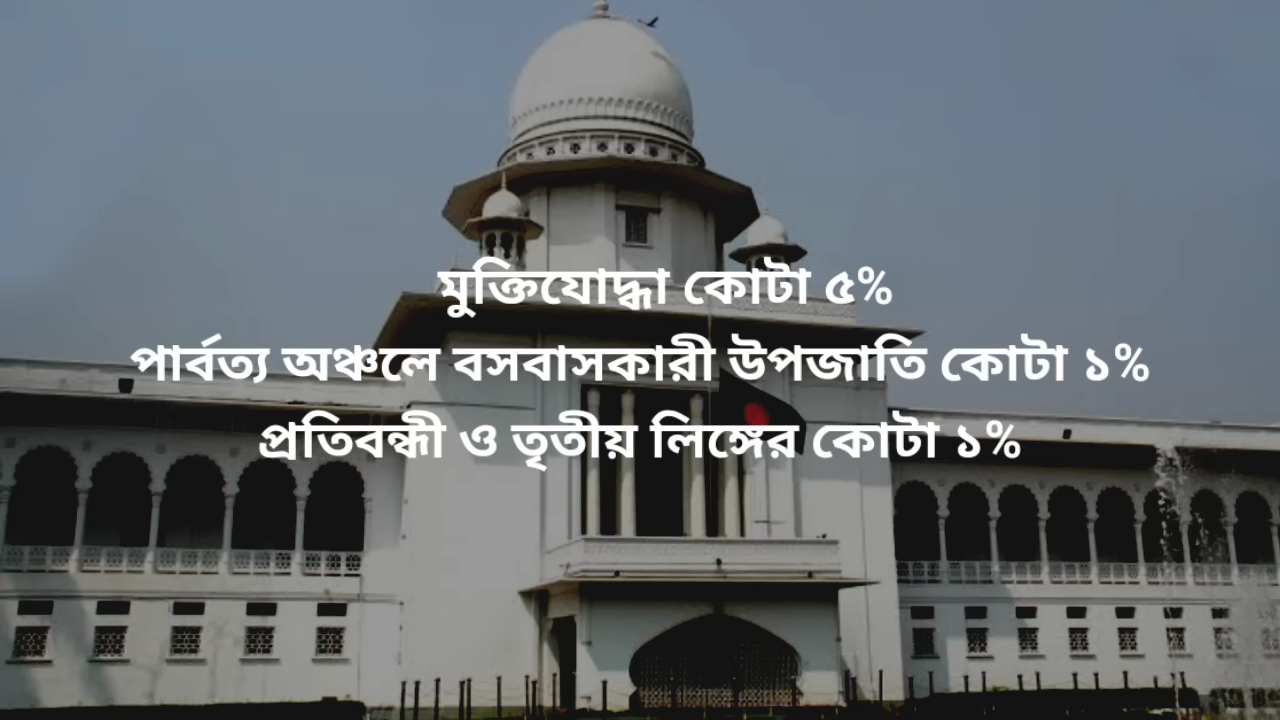 মুক্তিযোদ্ধা কোটা ৫%
পার্বত্য অঞ্চলে বসবাসকারী উপজাতি কোটা ১%
প্রতিবন্ধী ও তৃতীয় লিঙ্গের কোটা ১%